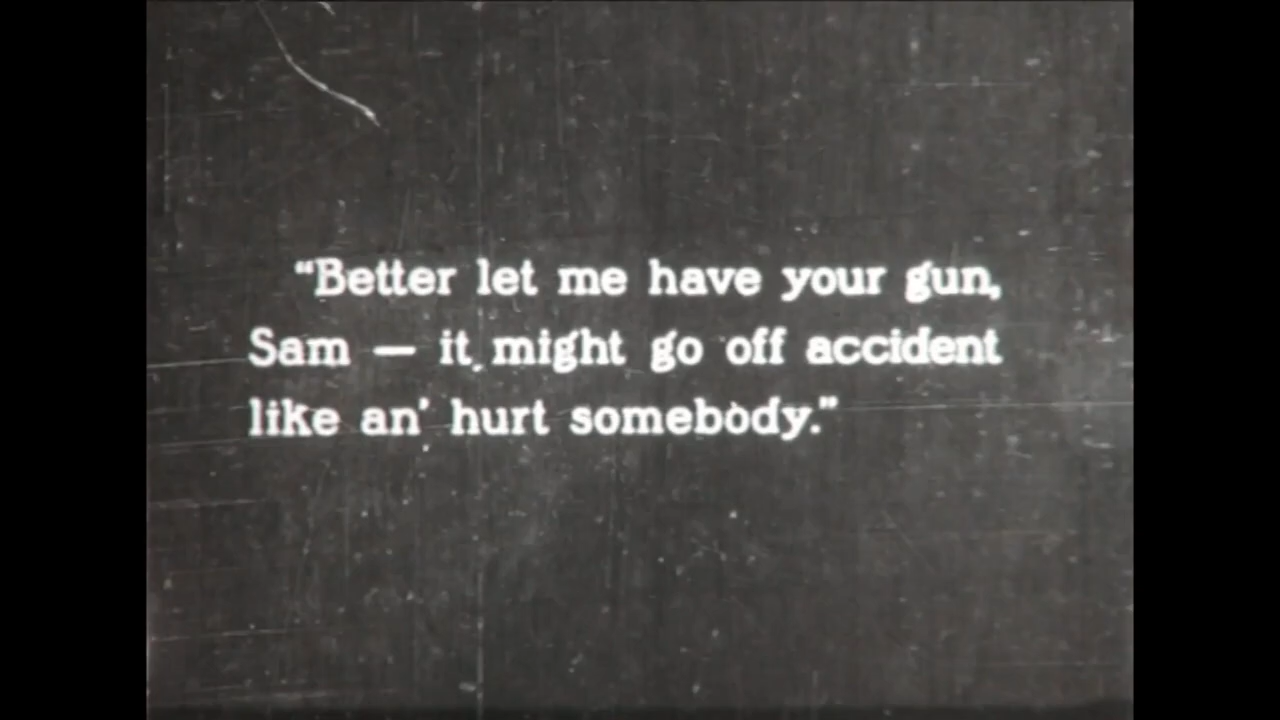 “Better let me have your gun,
Sam — it might go off accident
like an’ hurt somebody.”